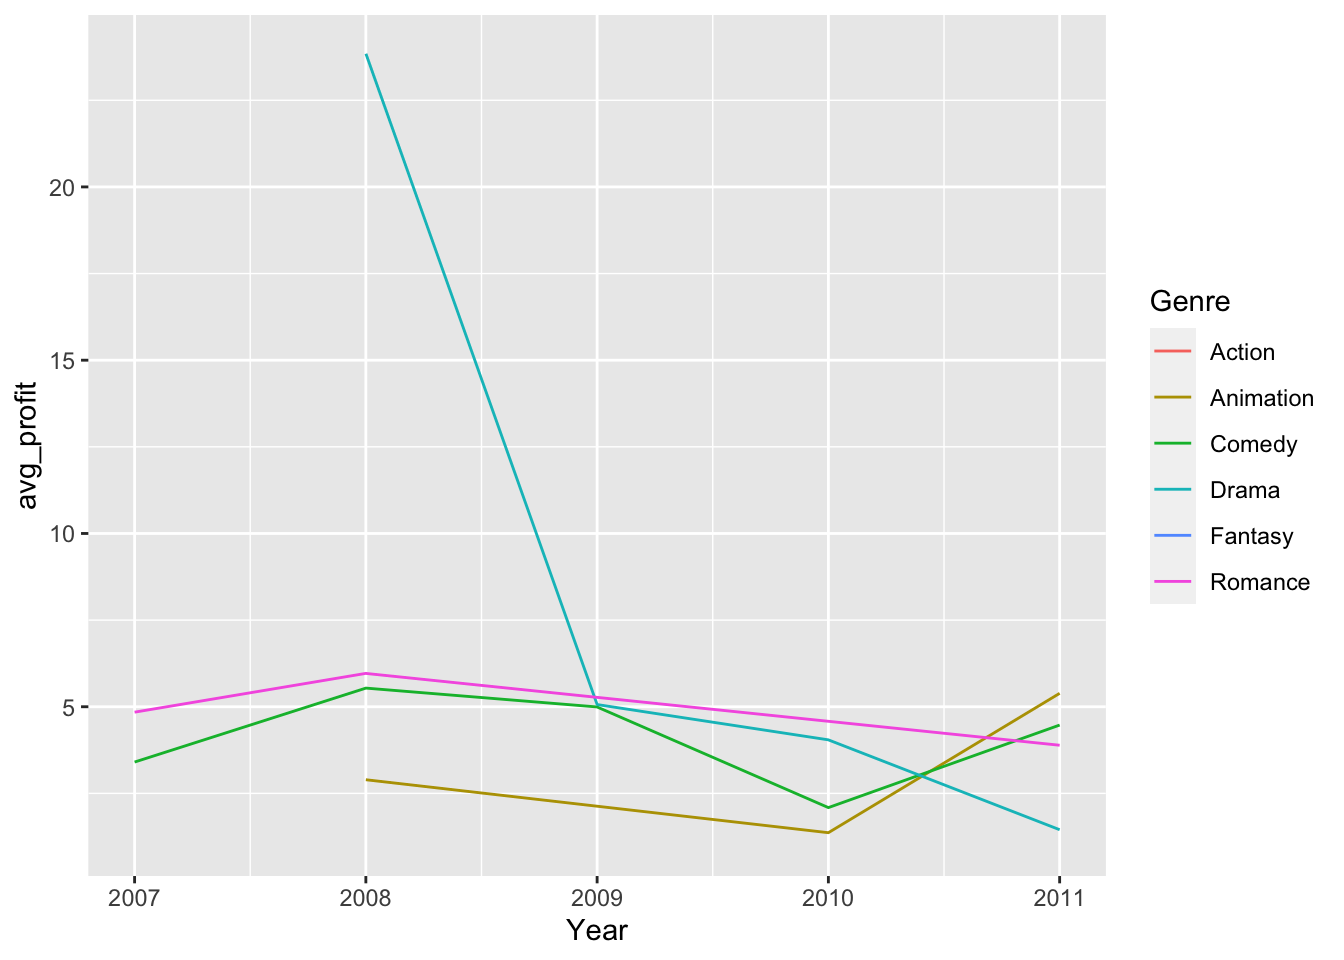 20
15
10
5
avg_profit
2007 2008 2009 2010 2011
Year
Genre
Action
Animation
Comedy
Drama
Fantasy
Romance